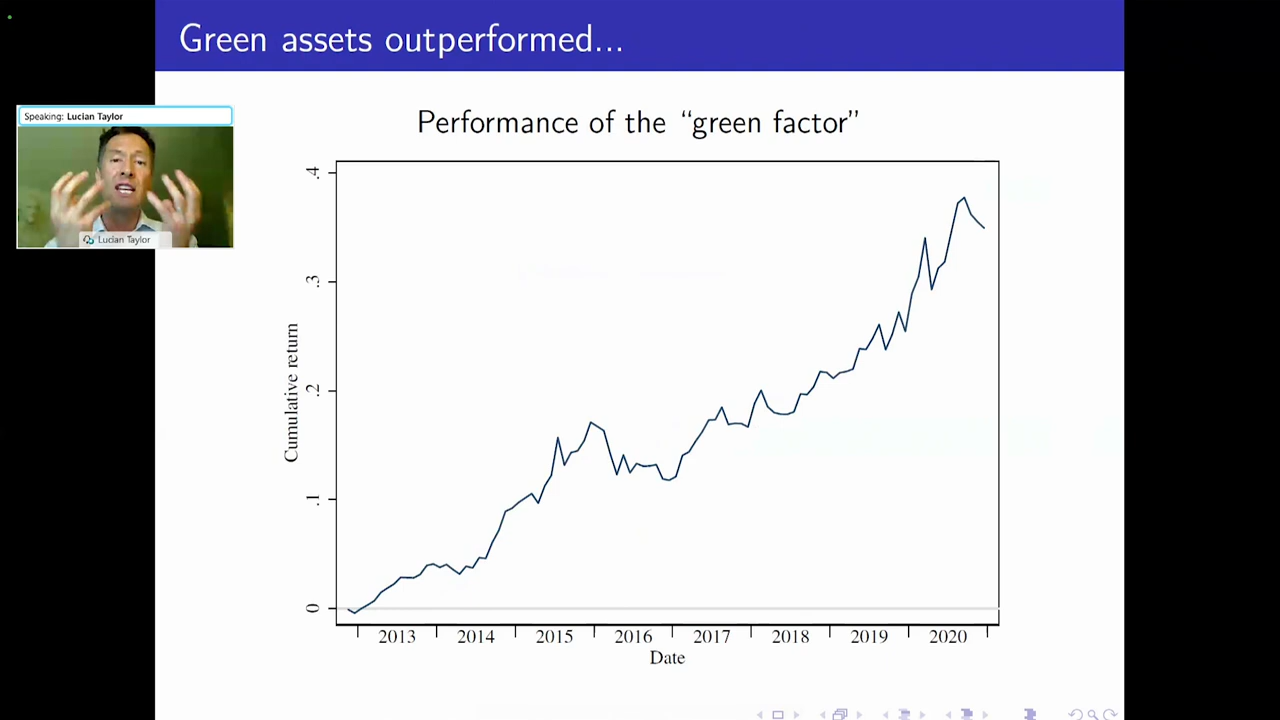 Green assets outperformed...
Speaking: Lucian Taylor
Lucian Taylor
Performance of the “green factor”
Cumulative return
.4
.3
.2
.1
0
2013 2014 2015 2016 2017 2018 2019 2020
Date